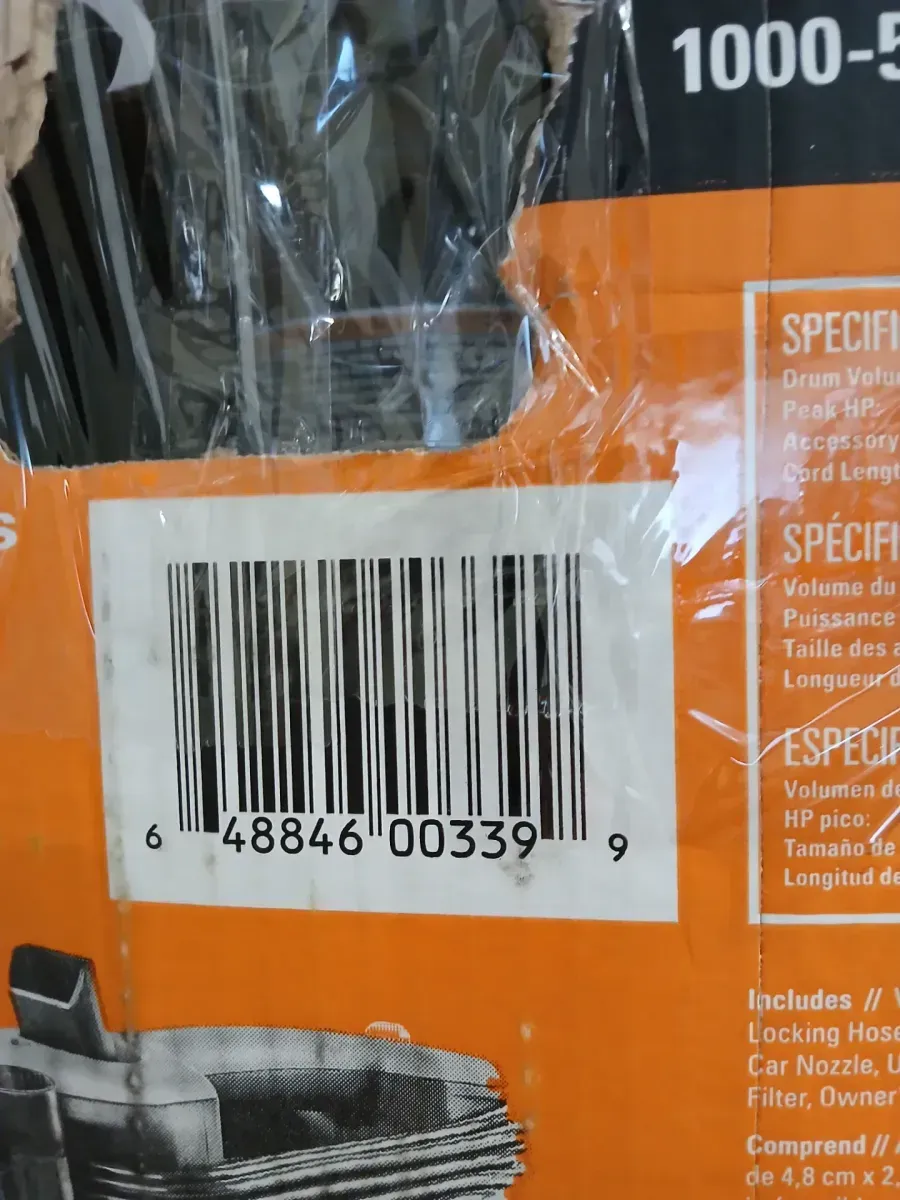 1000-5
S
SPECIFI
Drum Volu
Peak HP:
Accessory
Cord Lengt
SPÉCIFI
Volume du
Puissance
Taille des a
Longueur d
ESPECIF
Volumen de
HP pico:
Tamaño de
Longitud de
6 48846 00339 9
Includes //
Locking Hose
Car Nozzle, U
Filter, Owner'
Comprend //
de 4,8 cm x 2,